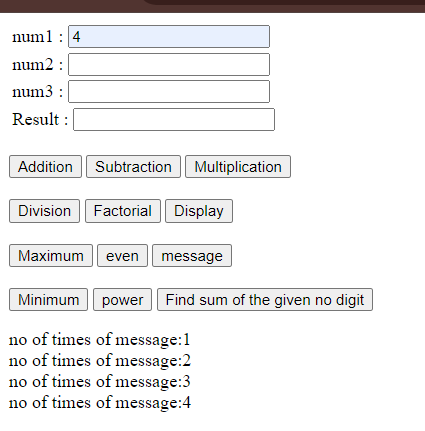 num1 : 4
num2 :
num3 :
Result :
Addition Subtraction Multiplication
Division Factorial Display
Maximum even message
Minimum power Find sum of the given no digit
no of times of message:1
no of times of message:2
no of times of message:3
no of times of message:4